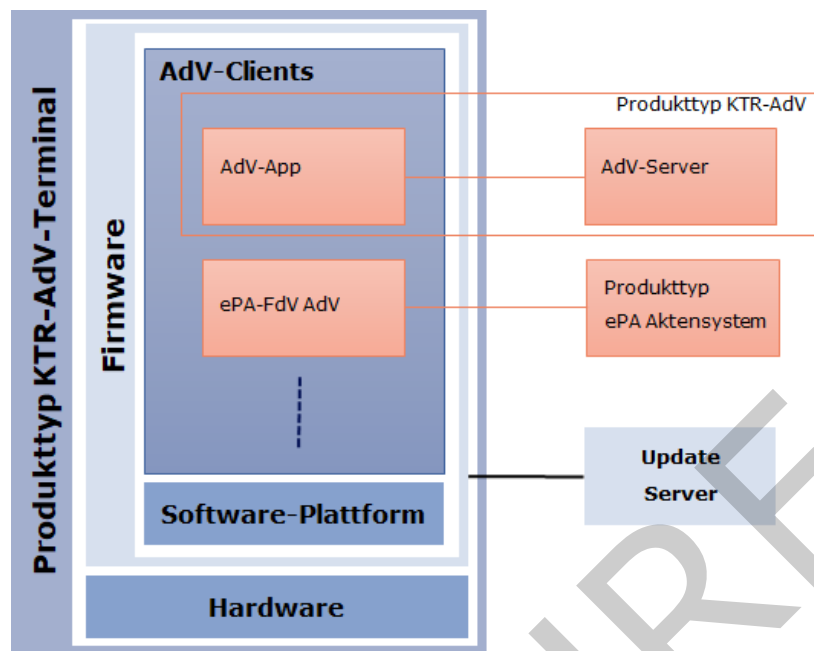 Produkttyp KTR-AdV-Terminal
Firmware
AdV-Clients
Produkttyp KTR-AdV
AdV-App
AdV-Server
ePA-FdV AdV
Produkttyp
ePA Aktensystem
Update
Server
Software-Plattform
Hardware